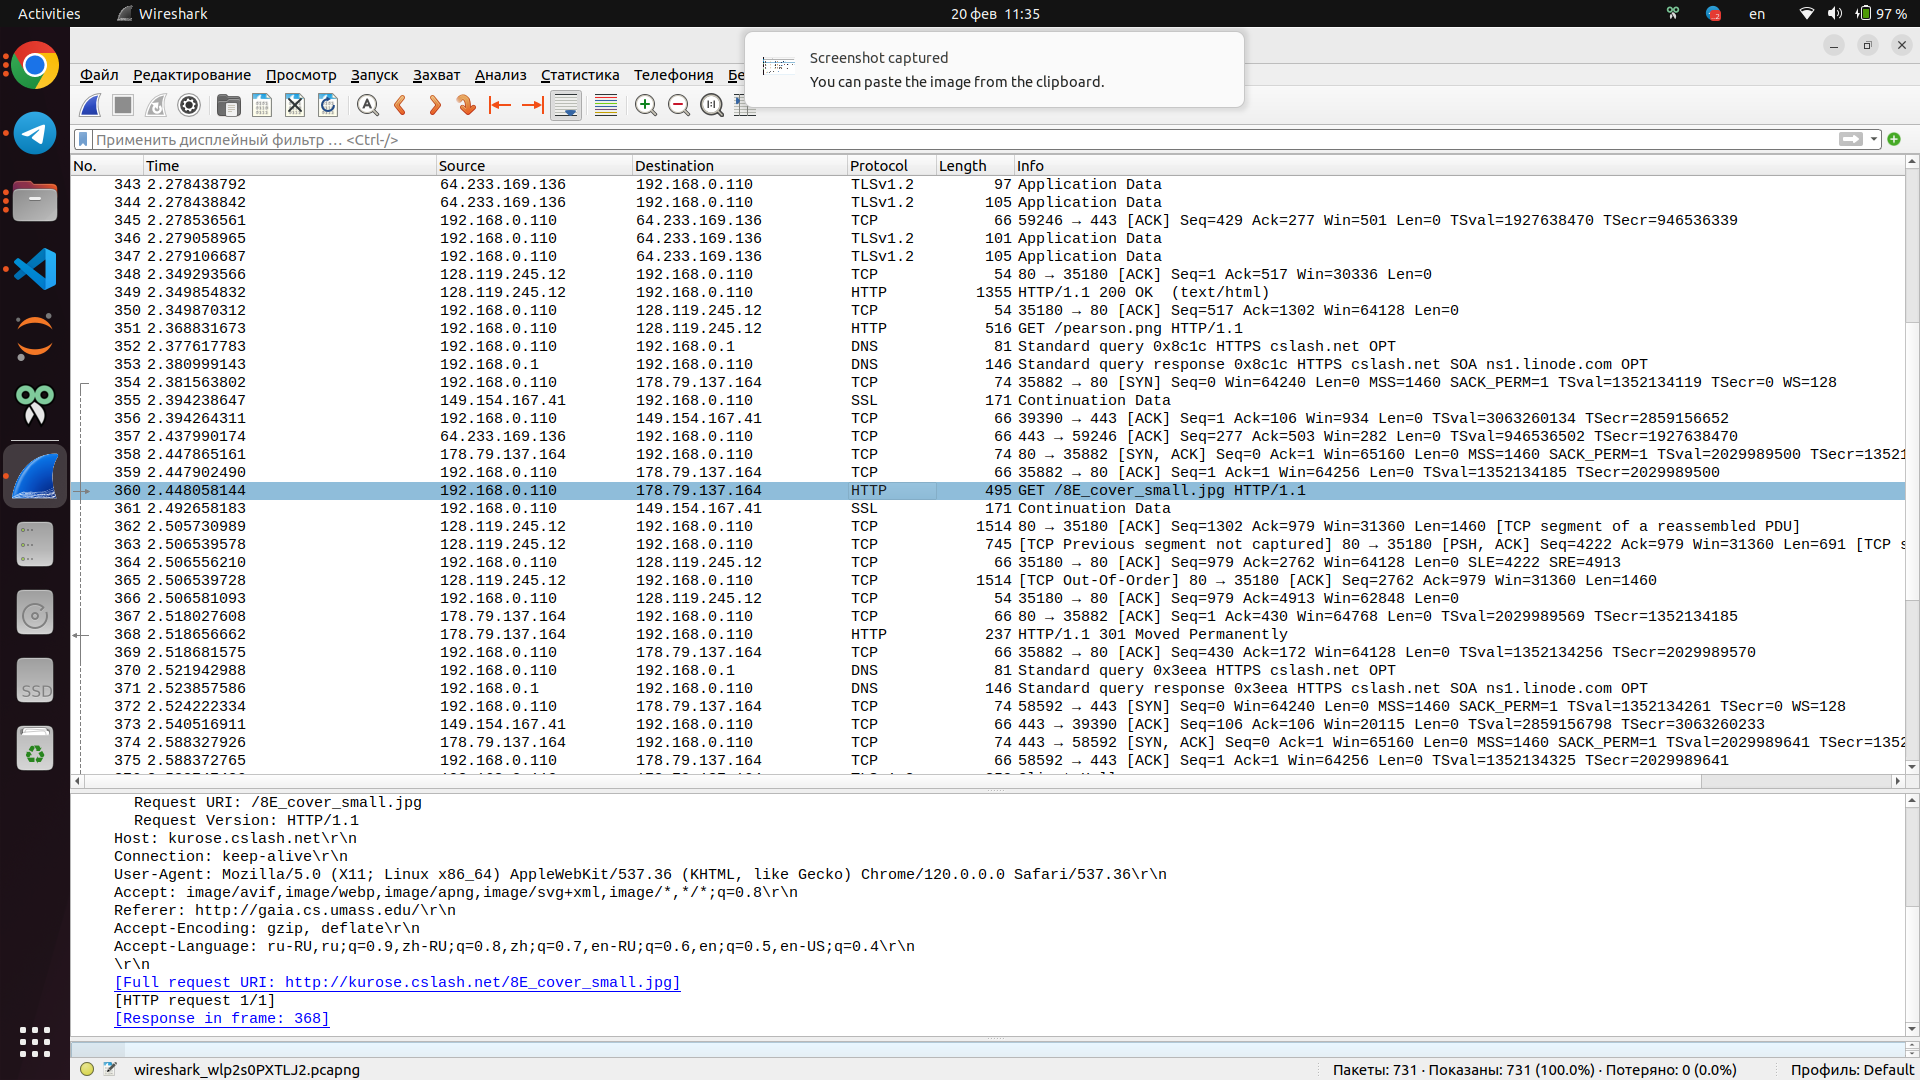 Activities
Wireshark
20 фев 11:35
en
97 %
Screenshot captured
You can paste the image from the clipboard.
Файл Редактирование Просмотр Запуск Захват Анализ Статистика Телефония Бе
Применить дисплейный фильтр … <Ctrl-/>
No. Time Source Destination Protocol Length Info
343 2.278438792 64.233.169.136 192.168.0.110 TLSv1.2 97 Application Data
344 2.278438842 64.233.169.136 192.168.0.110 TLSv1.2 105 Application Data
345 2.278536561 192.168.0.110 64.233.169.136 TCP 66 59246 → 443 [ACK] Seq=429 Ack=277 Win=501 Len=0 TSval=1927638470 TSecr=946536339
346 2.279058965 192.168.0.110 64.233.169.136 TLSv1.2 101 Application Data
347 2.279106687 192.168.0.110 64.233.169.136 TLSv1.2 105 Application Data
348 2.349293566 128.119.245.12 192.168.0.110 TCP 54 80 → 35180 [ACK] Seq=1 Ack=517 Win=30336 Len=0
349 2.349854832 128.119.245.12 192.168.0.110 HTTP 1355 HTTP/1.1 200 OK (text/html)
350 2.349870312 192.168.0.110 128.119.245.12 TCP 54 35180 → 80 [ACK] Seq=517 Ack=1302 Win=64128 Len=0
351 2.368831673 192.168.0.110 128.119.245.12 HTTP 516 GET /pearson.png HTTP/1.1
352 2.377617783 192.168.0.110 192.168.0.1 DNS 81 Standard query 0x8c1c HTTPS cslash.net OPT
353 2.380999143 192.168.0.1 192.168.0.110 DNS 146 Standard query response 0x8c1c HTTPS cslash.net SOA ns1.linode.com OPT
354 2.381563802 192.168.0.110 178.79.137.164 TCP 74 35882 → 80 [SYN] Seq=0 Win=64240 Len=0 MSS=1460 SACK_PERM=1 TSval=1352134119 TSecr=0 WS=128
355 2.394238647 149.154.167.41 192.168.0.110 SSL 171 Continuation Data
356 2.394264311 192.168.0.110 149.154.167.41 TCP 66 39390 → 443 [ACK] Seq=1 Ack=106 Win=934 Len=0 TSval=3063260134 TSecr=2859156652
357 2.437990174 64.233.169.136 192.168.0.110 TCP 66 443 → 59246 [ACK] Seq=277 Ack=503 Win=282 Len=0 TSval=946536502 TSecr=1927638470
358 2.447865161 178.79.137.164 192.168.0.110 TCP 74 80 → 35882 [SYN, ACK] Seq=0 Ack=1 Win=65160 Len=0 MSS=1460 SACK_PERM=1 TSval=2029989500 TSecr=13521
359 2.447902490 192.168.0.110 178.79.137.164 TCP 66 35882 → 80 [ACK] Seq=1 Ack=1 Win=64256 Len=0 TSval=1352134185 TSecr=2029989500
360 2.448058144 192.168.0.110 178.79.137.164 HTTP 495 GET /8E_cover_small.jpg HTTP/1.1
361 2.492658183 192.168.0.110 149.154.167.41 SSL 171 Continuation Data
362 2.505730989 128.119.245.12 192.168.0.110 TCP 1514 80 → 35180 [ACK] Seq=1302 Ack=979 Win=31360 Len=1460 [TCP segment of a reassembled PDU]
363 2.506539578 128.119.245.12 192.168.0.110 TCP 745 [TCP Previous segment not captured] 80 → 35180 [PSH, ACK] Seq=4222 Ack=979 Win=31360 Len=691 [TCP s
364 2.506556210 192.168.0.110 128.119.245.12 TCP 66 35180 → 80 [ACK] Seq=979 Ack=2762 Win=64128 Len=0 SLE=4222 SRE=4913
365 2.506539728 128.119.245.12 192.168.0.110 TCP 1514 [TCP Out-Of-Order] 80 → 35180 [ACK] Seq=2762 Ack=979 Win=31360 Len=1460
366 2.506581093 192.168.0.110 128.119.245.12 TCP 54 35180 → 80 [ACK] Seq=979 Ack=4913 Win=62848 Len=0
367 2.518027608 178.79.137.164 192.168.0.110 TCP 66 80 → 35882 [ACK] Seq=1 Ack=430 Win=64768 Len=0 TSval=2029989569 TSecr=1352134185
368 2.518656662 178.79.137.164 192.168.0.110 HTTP 237 HTTP/1.1 301 Moved Permanently
369 2.518681575 192.168.0.110 178.79.137.164 TCP 66 35882 → 80 [ACK] Seq=430 Ack=172 Win=64128 Len=0 TSval=1352134256 TSecr=2029989570
370 2.521942988 192.168.0.110 192.168.0.1 DNS 81 Standard query 0x3eea HTTPS cslash.net OPT
371 2.523857586 192.168.0.1 192.168.0.110 DNS 146 Standard query response 0x3eea HTTPS cslash.net SOA ns1.linode.com OPT
372 2.524222334 192.168.0.110 178.79.137.164 TCP 74 58592 → 443 [SYN] Seq=0 Win=64240 Len=0 MSS=1460 SACK_PERM=1 TSval=1352134261 TSecr=0 WS=128
373 2.540516911 149.154.167.41 192.168.0.110 TCP 66 443 → 39390 [ACK] Seq=106 Ack=106 Win=20115 Len=0 TSval=2859156798 TSecr=3063260233
374 2.588327926 178.79.137.164 192.168.0.110 TCP 74 443 → 58592 [SYN, ACK] Seq=0 Ack=1 Win=65160 Len=0 MSS=1460 SACK_PERM=1 TSval=2029989641 TSecr=1352
375 2.588372765 192.168.0.110 178.79.137.164 TCP 66 58592 → 443 [ACK] Seq=1 Ack=1 Win=64256 Len=0 TSval=1352134325 TSecr=2029989641
Request URI: /8E_cover_small.jpg
Request Version: HTTP/1.1
Host: kurose.cslash.net\r\n
Connection: keep-alive\r\n
User-Agent: Mozilla/5.0 (X11; Linux x86_64) AppleWebKit/537.36 (KHTML, like Gecko) Chrome/120.0.0.0 Safari/537.36\r\n
Accept: image/avif,image/webp,image/apng,image/svg+xml,image/*,*/*;q=0.8\r\n
Referer: http://gaia.cs.umass.edu/\r\n
Accept-Encoding: gzip, deflate\r\n
Accept-Language: ru-RU,ru;q=0.9,zh-RU;q=0.8,zh;q=0.7,en-RU;q=0.6,en;q=0.5,en-US;q=0.4\r\n
\r\n
[Full request URI: http://kurose.cslash.net/8E_cover_small.jpg]
[HTTP request 1/1]
[Response in frame: 368]
SSD
wireshark_wlp2s0PXTLJ2.pcapng
Пакеты: 731 · Показаны: 731 (100.0%) · Потеряно: 0 (0.0%)
Профиль: Default